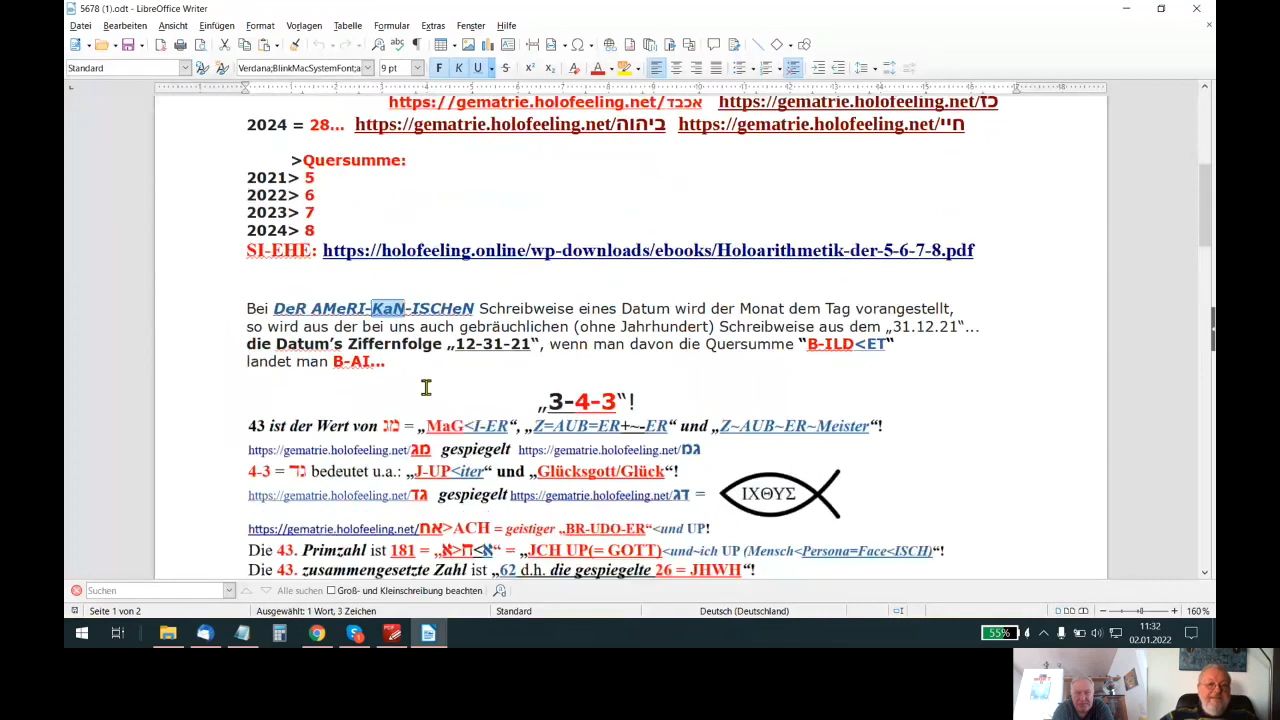 5678 (1).odt - LibreOffice Writer
Datei Bearbeiten Ansicht Einfügen Format Vorlagen Tabelle Formular Extras Fenster Hilfe
Standard Verdana;BlinkMacSystemFont;a 9 pt F K U
https://gematrie.holofeeling.net/אכבד https://gematrie.holofeeling.net/כז
2024 = 28... https://gematrie.holofeeling.net/ביהוה https://gematrie.holofeeling.net/חיי
>Quersumme:
2021> 5
2022> 6
2023> 7
2024> 8
SI-EHE: https://holofeeling.online/wp-downloads/ebooks/Holoarithmetik-der-5-6-7-8.pdf
Bei DeR AMeRI-KaN-ISCHeN Schreibweise eines Datum wird der Monat dem Tag vorangestellt,
so wird aus der bei uns auch gebräuchlichen (ohne Jahrhundert) Schreibweise aus dem „31.12.21“...
die Datum’s Ziffernfolge „12-31-21“, wenn man davon die Quersumme “B-ILD<ET“
landet man B-AI...
„3-4-3“!
43 ist der Wert von מג = „MaG<I-ER“, „Z=AUB=ER+~-ER“ und „Z~AUB~ER~Meister“!
https://gematrie.holofeeling.net/מג gespiegelt https://gematrie.holofeeling.net/גמ
4-3 = גד bedeutet u.a.: „J-UP<iter“ und „Glücksgott/Glück“!
https://gematrie.holofeeling.net/גד gespiegelt https://gematrie.holofeeling.net/דג =
ΙΧΘΥΣ
https://gematrie.holofeeling.net/אח>ACH = geistiger „BR-UDO-ER“<und UP!
Die 43. Primzahl ist 181 = „א<ח>א“ = „JCH UP(= GOTT)<und~ich UP (Mensch<Persona=Face<ISCH)“!
Die 43. zusammengesetzte Zahl ist „62 d.h. die gespiegelte 26 = JHWH“!
Suchen Alle suchen Groß- und Kleinschreibung beachten
Seite 1 von 2 Ausgewählt: 1 Wort, 3 Zeichen Standard Deutsch (Deutschland) 160%
55% 11:32
02.01.2022